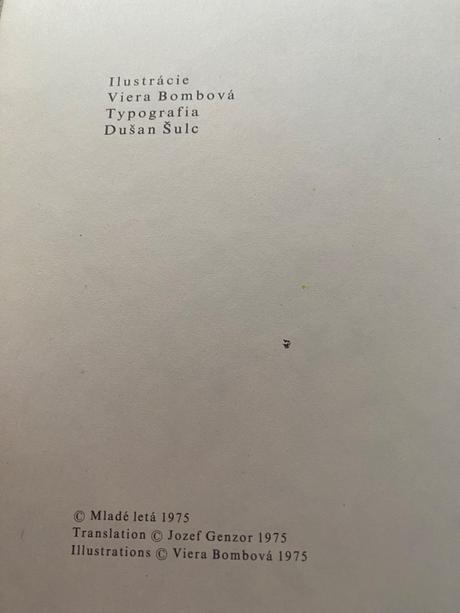 Ilustrácie
Viera Bombová
Typografia
Dušan Šulc
© Mladé letá 1975
Translation © Jozef Genzor 1975
Illustrations © Viera Bombová 1975